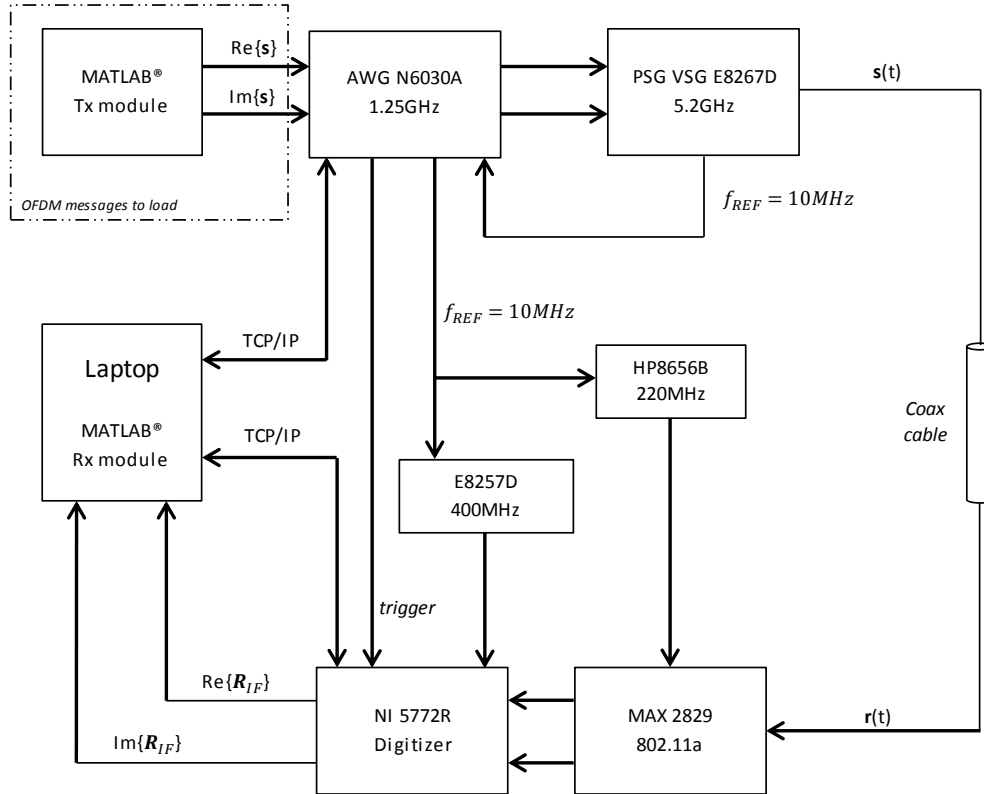 Re{s}
Im{s}
MATLAB®
Tx module
OFDM messages to load
AWG N6030A
1.25GHz
PSG VSG E8267D
5.2GHz
s(t)
f_REF = 10MHz
f_REF = 10MHz
TCP/IP
Laptop
MATLAB®
Rx module
TCP/IP
HP8656B
220MHz
E8257D
400MHz
Coax
cable
trigger
Re{R_IF}
Im{R_IF}
NI 5772R
Digitizer
MAX 2829
802.11a
r(t)